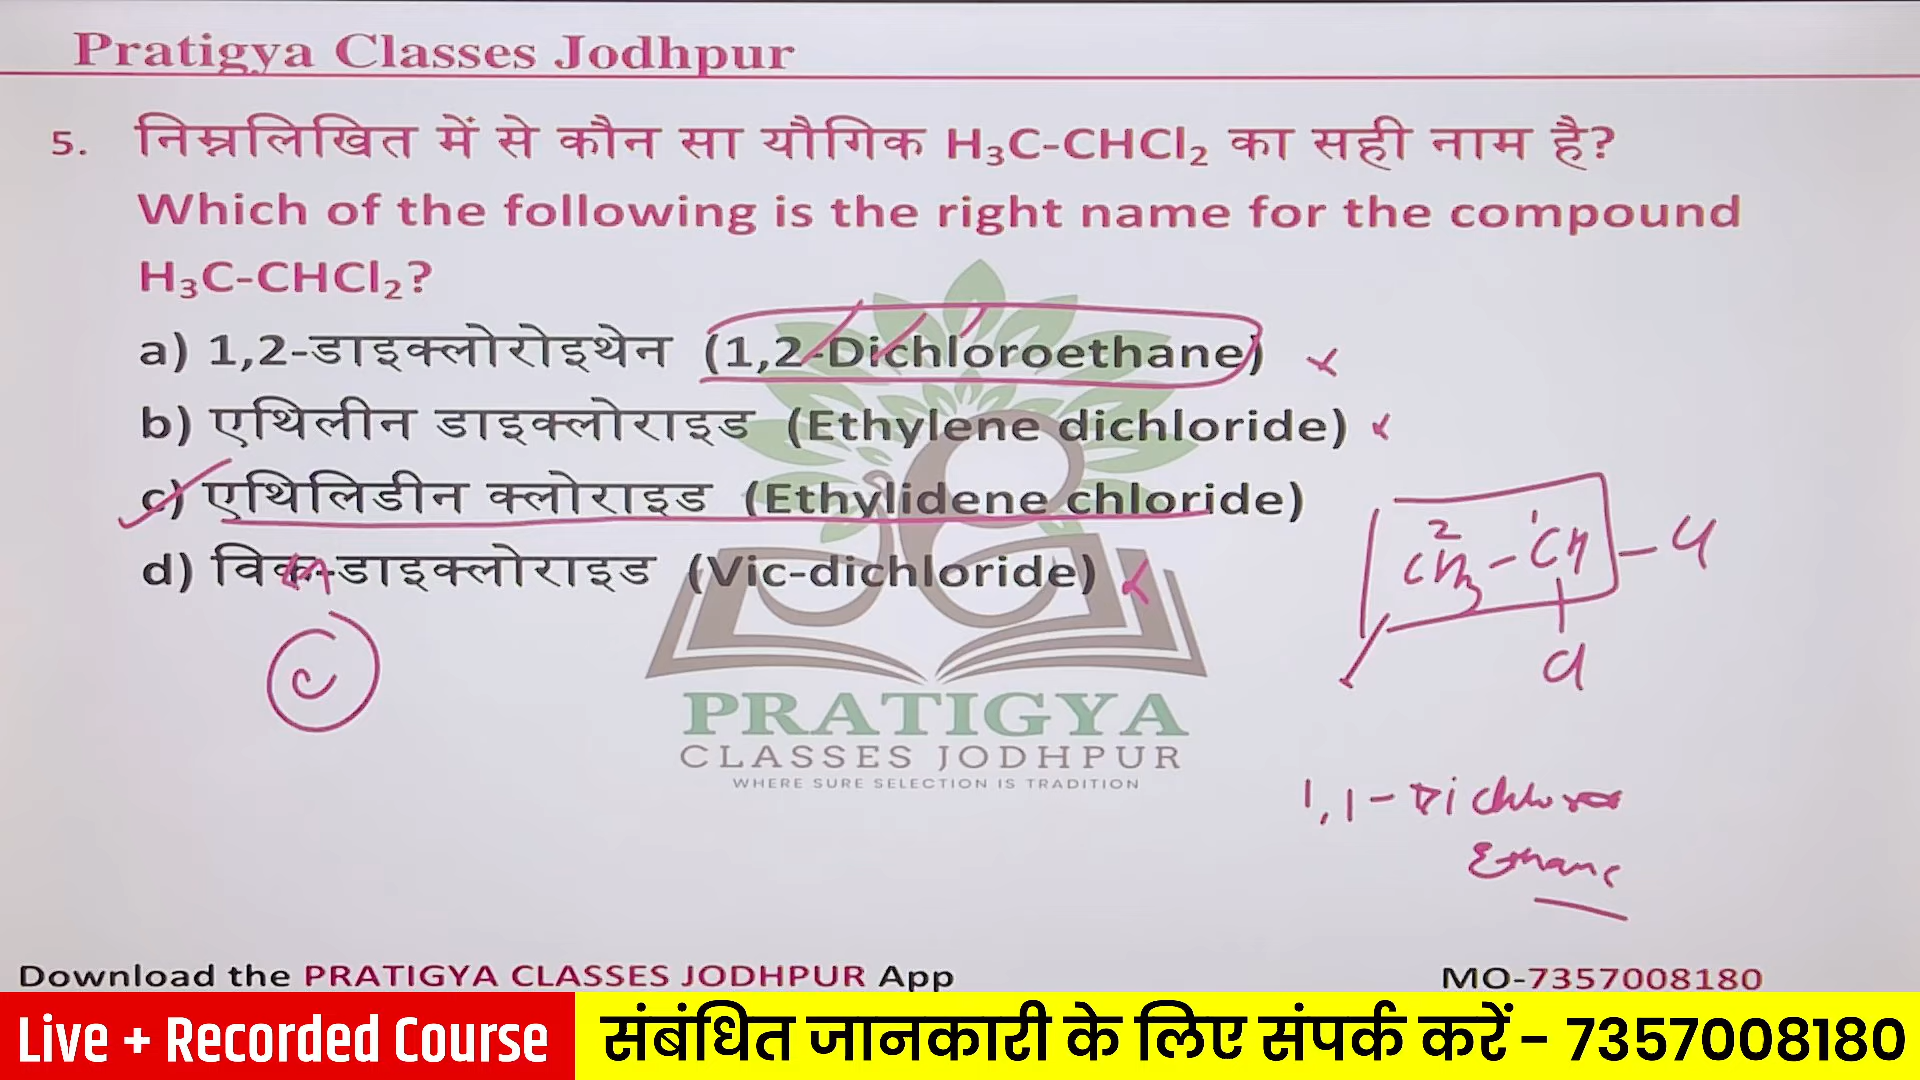 Pratigya Classes Jodhpur
5. निम्नलिखित में से कौन सा यौगिक H₃C-CHCl₂ का सही नाम है?
Which of the following is the right name for the compound
H₃C-CHCl₂?
a) 1,2-डाइक्लोरोइथेन (1,2-Dichloroethane)
b) एथिलीन डाइक्लोराइड (Ethylene dichloride)
c) एथिलिडीन क्लोराइड (Ethylidene chloride)
d) विक-डाइक्लोराइड (Vic-dichloride)
2 1
CH₃-CH-Cl
Cl
C
PRATIGYA
CLASSES JODHPUR
WHERE SURE SELECTION IS TRADITION
1,1-Dichloro
Ethane
Download the PRATIGYA CLASSES JODHPUR App
MO-7357008180
Live + Recorded Course
संबंधित जानकारी के लिए संपर्क करें - 7357008180